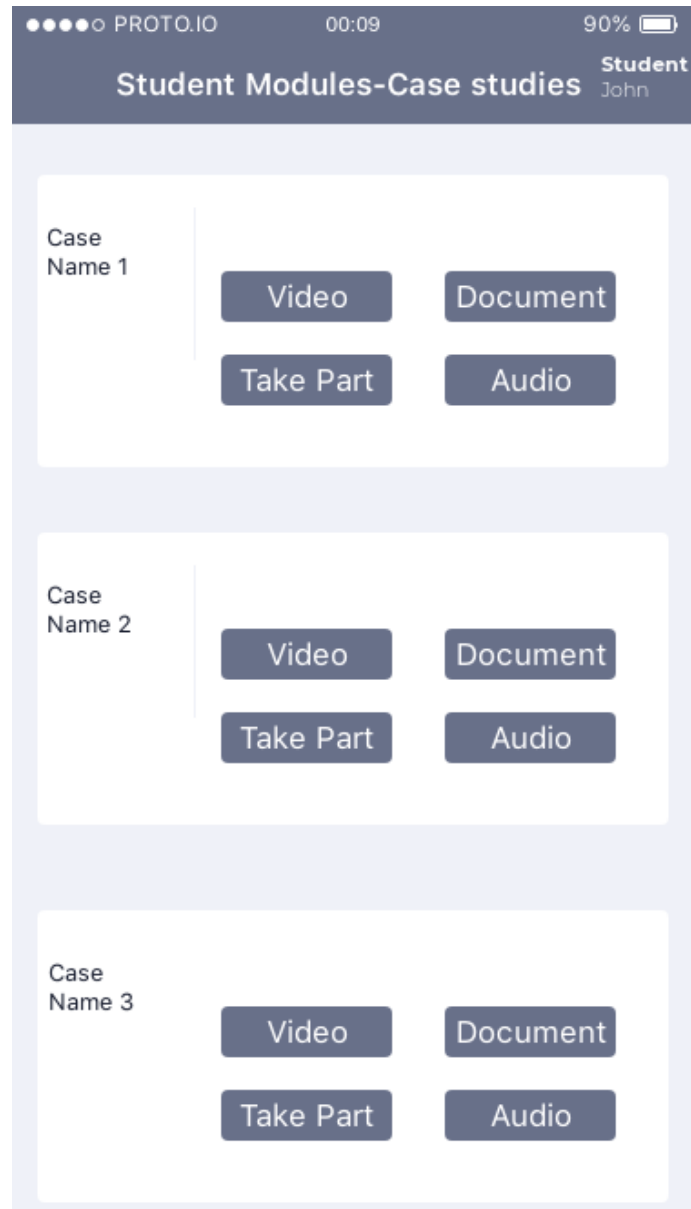 ●●●●○ PROTO.IO 00:09 90%
Student Modules-Case studies
Student
John
Case
Name 1
Video Document
Take Part Audio
Case
Name 2
Video Document
Take Part Audio
Case
Name 3
Video Document
Take Part Audio